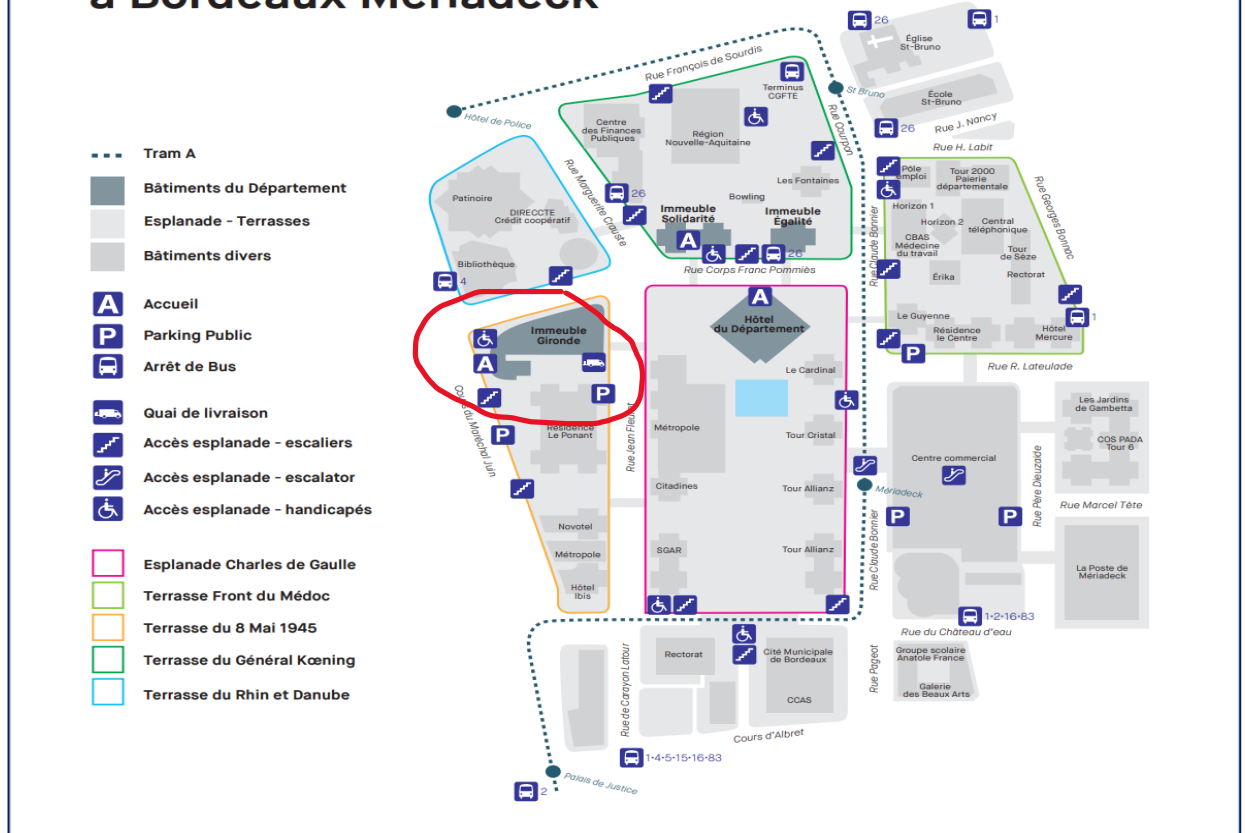 à Bordeaux Mériadeck
Tram A
Bâtiments du Département
Esplanade - Terrasses
Bâtiments divers
A
Accueil
P
Parking Public
Arrêt de Bus
Quai de livraison
Accès esplanade - escaliers
Accès esplanade - escalator
Accès esplanade - handicapés
Esplanade Charles de Gaulle
Terrasse Front du Médoc
Terrasse du 8 Mai 1945
Terrasse du Général Kœning
Terrasse du Rhin et Danube
26
1
Église
St-Bruno
Rue François de Sourdis
Terminus
CGFTE
St Bruno
École
St-Bruno
Hôtel de Police
Centre
des Finances
Publiques
Région
Nouvelle-Aquitaine
Rue Courpon
26
Rue J. Nancy
Rue H. Labit
Les Fontaines
Bowling
Rue Marguerite Crauste
26
Immeuble
Solidarité
Immeuble
Égalité
A
26
Rue Corps Franc Pommiès
Patinoire
DIRECCTE
Crédit coopératif
Bibliothèque
4
Pôle
emploi
Tour 2000
Paierie
départementale
Horizon 1
Horizon 2
Central
téléphonique
CBAS
Médecine
du travail
Tour
de Sèze
Érika
Rectorat
Rue Georges Bonnac
Rue Claude Bonnier
Le Guyenne
Résidence
le Centre
Hôtel
Mercure
1
P
Rue R. Lateulade
Immeuble
Gironde
A
P
Résidence
Le Ponant
P
Cours du Maréchal Juin
Rue Jean Fleuret
Novotel
Métropole
Hôtel
Ibis
A
Hôtel
du Département
Le Cardinal
Métropole
Tour Cristal
Citadines
Tour Allianz
SGAR
Tour Allianz
Mériadeck
Rue Claude Bonnier
Centre commercial
P
P
Rue Père Dieuzaide
Les Jardins
de Gambetta
COS PADA
Tour 6
Rue Marcel Tête
La Poste de
Mériadeck
1•2•16•83
Rue du Château d'eau
Groupe scolaire
Anatole France
Galerie
des Beaux Arts
Rue Pageot
Rectorat
Cité Municipale
de Bordeaux
CCAS
Rue de Carayon Latour
Cours d'Albret
1•4•5•15•16•83
Palais de Justice
2